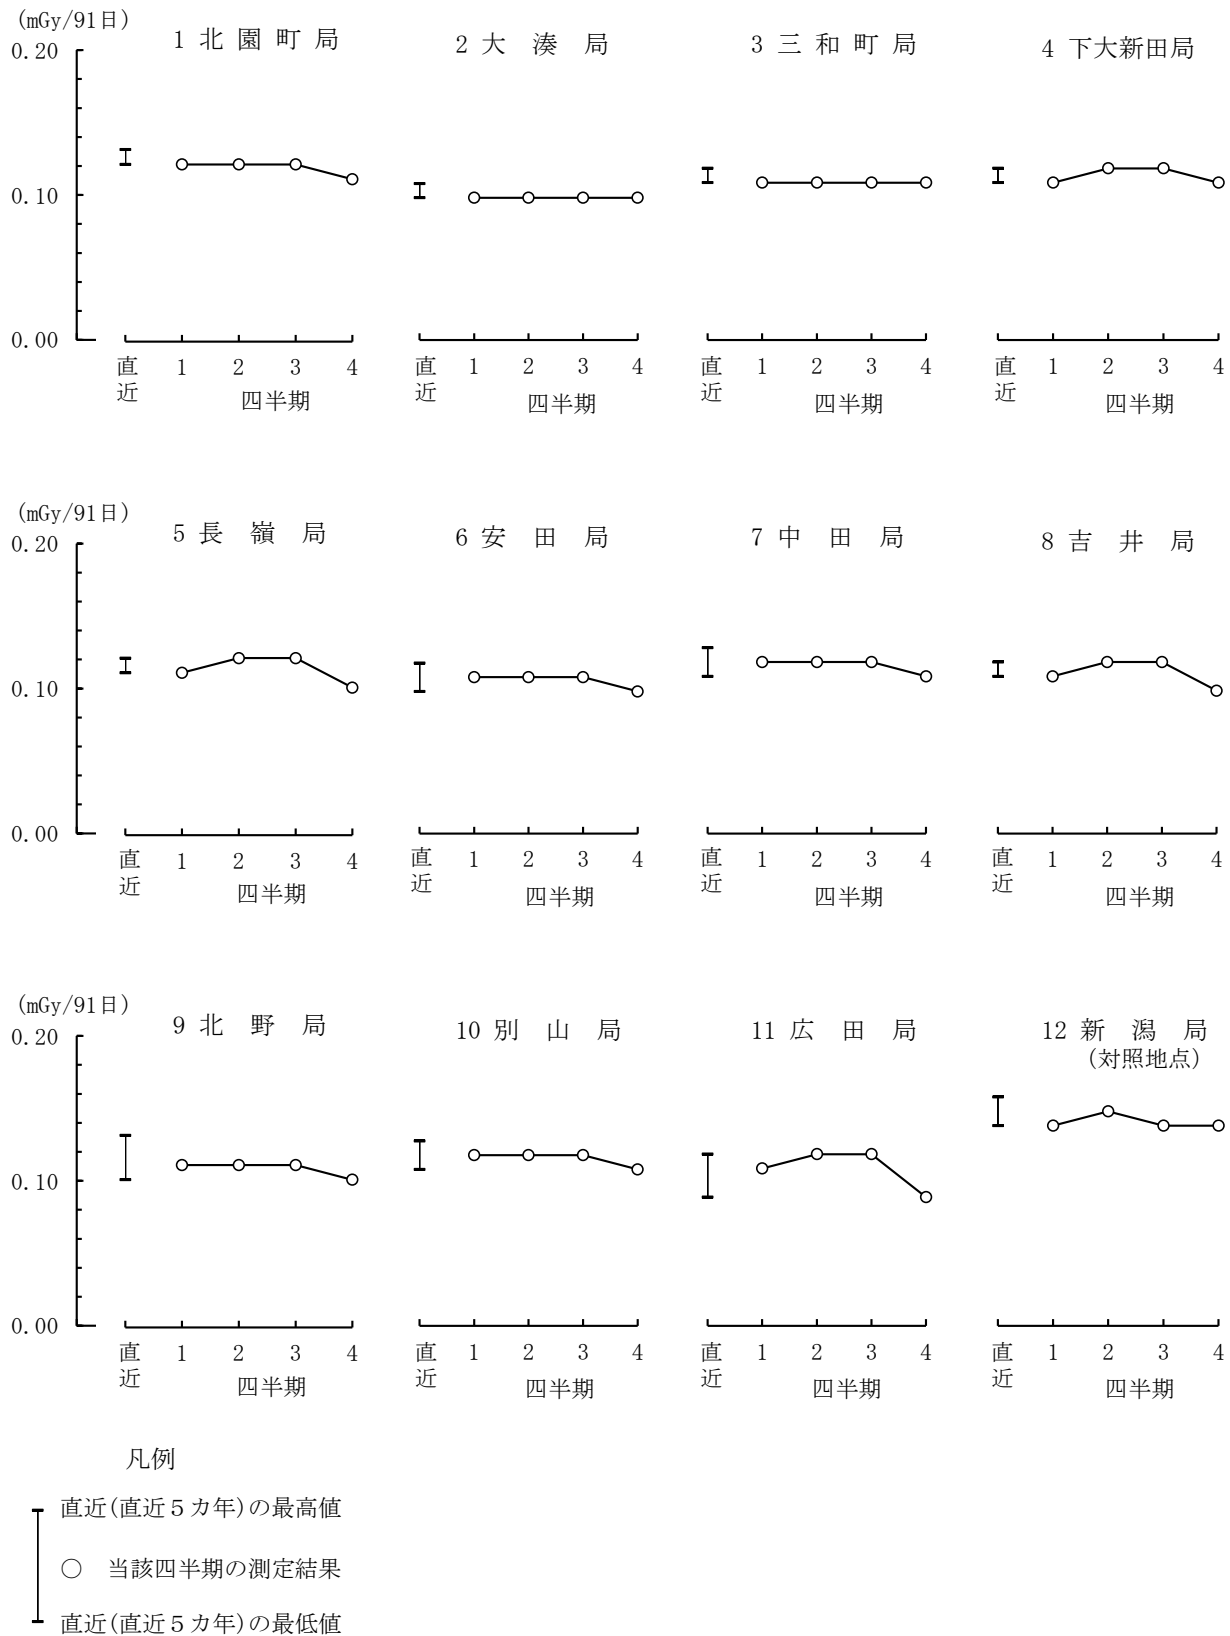 (mGy/91日)
1 北 園 町 局
2 大　湊　局
3 三 和 町 局
4 下大新田局
0.20
0.10
0.00
直近 1 2 3 4
四半期
直近 1 2 3 4
四半期
直近 1 2 3 4
四半期
直近 1 2 3 4
四半期
(mGy/91日)
5 長　嶺　局
6 安　田　局
7 中　田　局
8 吉　井　局
0.20
0.10
0.00
直近 1 2 3 4
四半期
直近 1 2 3 4
四半期
直近 1 2 3 4
四半期
直近 1 2 3 4
四半期
(mGy/91日)
9 北　野　局
10 別　山　局
11 広　田　局
12 新　潟　局
(対照地点)
0.20
0.10
0.00
直近 1 2 3 4
四半期
直近 1 2 3 4
四半期
直近 1 2 3 4
四半期
直近 1 2 3 4
四半期
凡例
直近(直近５カ年)の最高値
○　当該四半期の測定結果
直近(直近５カ年)の最低値